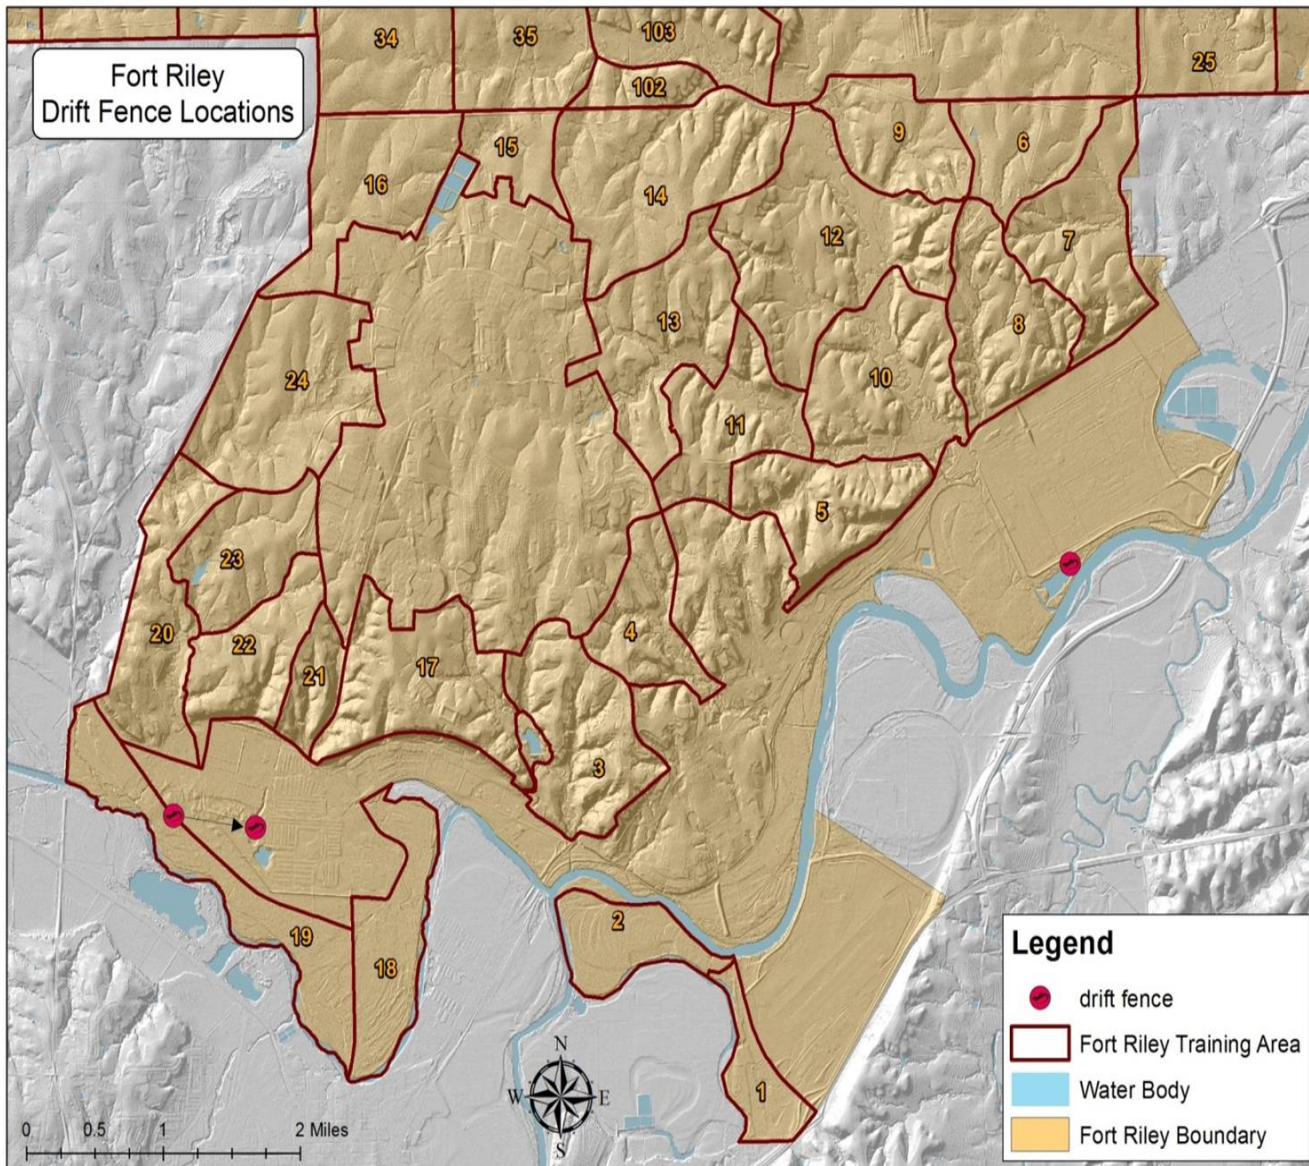 Fort Riley
Drift Fence Locations
34
35
103
102
25
16
15
14
9
6
12
7
13
8
24
10
11
5
23
20
22
21
17
4
3
2
19
18
1
N
W E
S
0 0.5 1 2 Miles
Legend
drift fence
Fort Riley Training Area
Water Body
Fort Riley Boundary